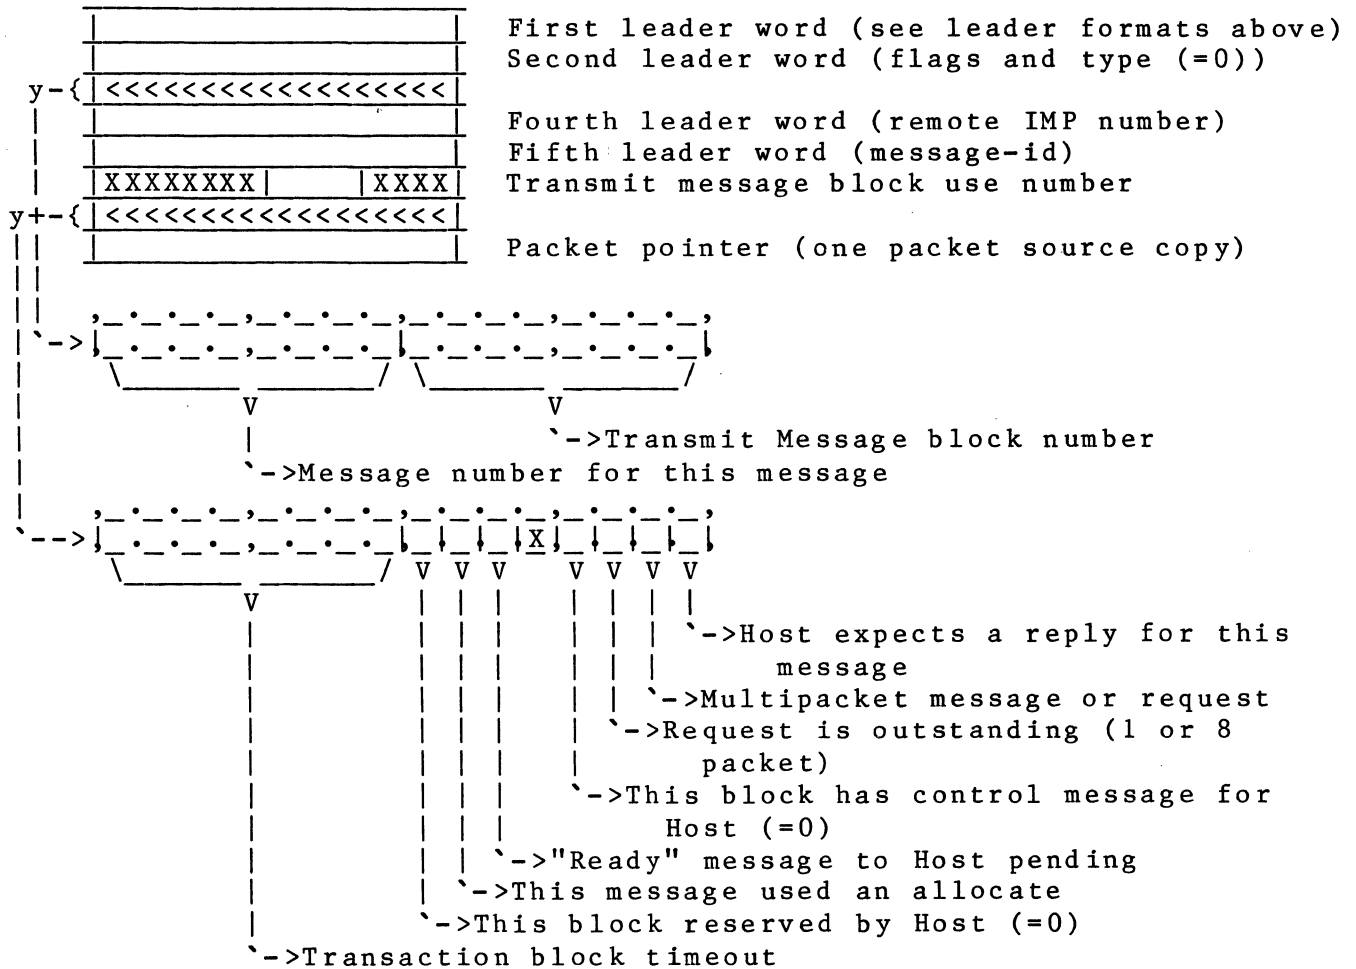 First leader word (see leader formats above)
Second leader word (flags and type (=0))
y-{|<<<<<<<<<<<<<<<<<<|
Fourth leader word (remote IMP number)
Fifth leader word (message-id)
|XXXXXXXX| |XXXX| Transmit message block use number
y+-{|<<<<<<<<<<<<<<<<<<|
Packet pointer (one packet source copy)
V V
`->Transmit Message block number
`->Message number for this message
X
V V V V V V V
V
`->Host expects a reply for this
message
`->Multipacket message or request
`->Request is outstanding (1 or 8
packet)
`->This block has control message for
Host (=0)
`->"Ready" message to Host pending
`->This message used an allocate
`->This block reserved by Host (=0)
`->Transaction block timeout